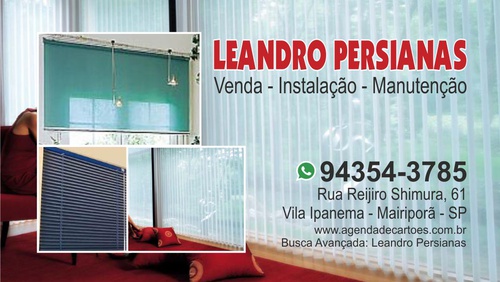 LEANDRO PERSIANAS
Venda - Instalação - Manutenção
94354-3785
Rua Reijiro Shimura, 61
Vila Ipanema - Mairiporã - SP
www.agendadecartoes.com.br
Busca Avançada: Leandro Persianas